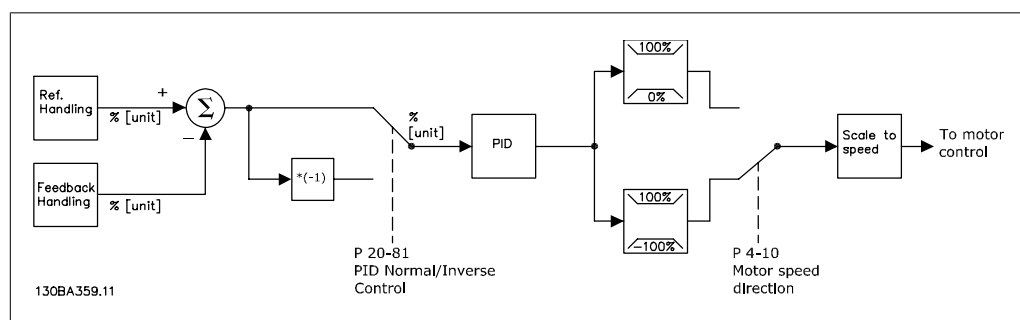 Ref.
Handling
+
% [unit]
Σ
−
Feedback
Handling
% [unit]
*(-1)
%
[unit]
P 20-81
PID Normal/Inverse
Control
PID
100%
0%
100%
−100%
P 4-10
Motor speed
direction
Scale to
speed
To motor
control
130BA359.11